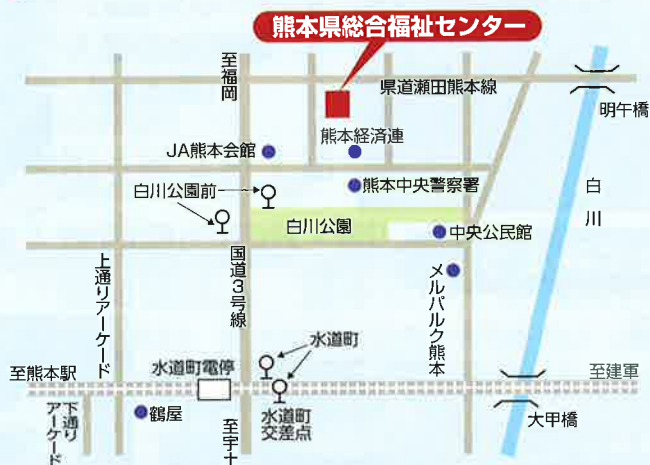 熊本県総合福祉センター
至福岡
県道瀬田熊本線
明午橋
熊本経済連
JA熊本会館
白川公園前
熊本中央警察署
白川
白川公園
中央公民館
上通りアーケード
国道3号線
メルパルク熊本
水道町
至熊本駅
水道町電停
至建軍
下通り
アーケード
鶴屋
至宇土
水道町
交差点
大甲橋